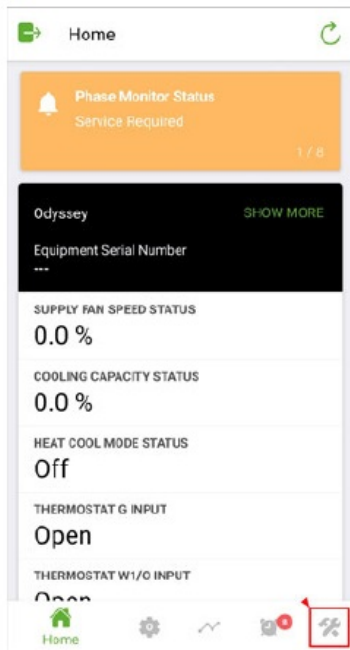 Home
Phase Monitor Status
Service Required
1 / 8
Odyssey
SHOW MORE
Equipment Serial Number
---
SUPPLY FAN SPEED STATUS
0.0 %
COOLING CAPACITY STATUS
0.0 %
HEAT COOL MODE STATUS
Off
THERMOSTAT G INPUT
Open
THERMOSTAT W1/O INPUT
Open
Home